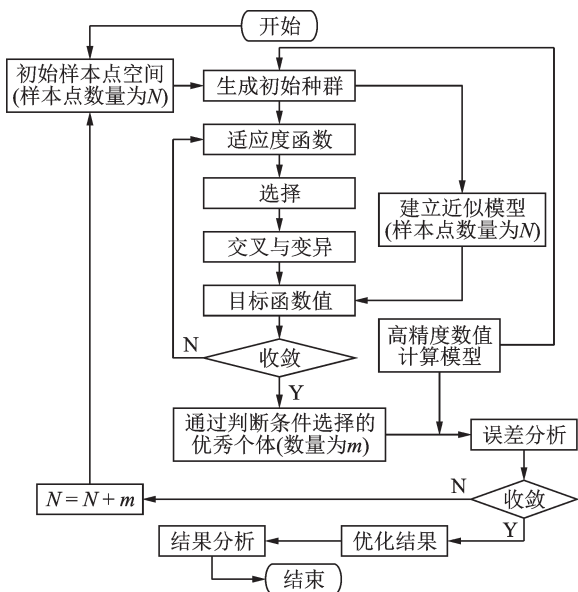 开始
初始样本点空间
(样本点数量为N)
生成初始种群
适应度函数
选择
建立近似模型
(样本点数量为N)
交叉与变异
目标函数值
高精度数值
计算模型
N
收敛
Y
通过判断条件选择的
优秀个体(数量为m)
误差分析
N = N + m
N
收敛
Y
结果分析
优化结果
结束